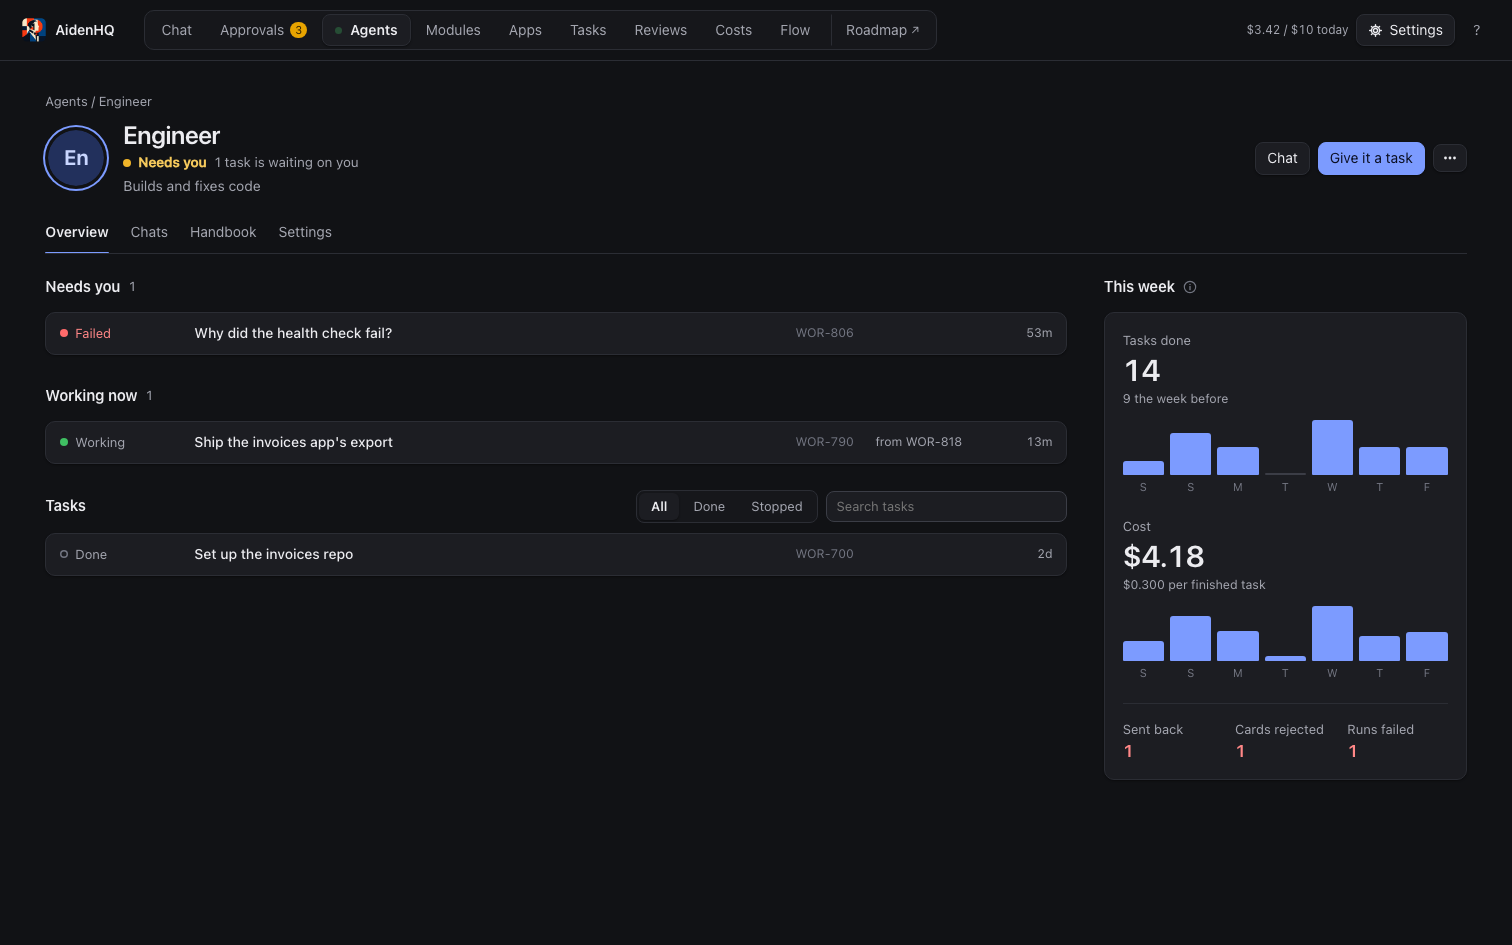 AidenHQ
Chat
Approvals 3
Agents
Modules
Apps
Tasks
Reviews
Costs
Flow
Roadmap ↗
$3.42 / $10 today
Settings
?
Agents / Engineer
En
Engineer
Needs you 1 task is waiting on you
Builds and fixes code
Chat
Give it a task
Overview
Chats
Handbook
Settings
Needs you 1
Failed Why did the health check fail? WOR-806 53m
Working now 1
Working Ship the invoices app's export WOR-790 from WOR-818 13m
Tasks
All
Done
Stopped
Search tasks
Done Set up the invoices repo WOR-700 2d
This week
Tasks done
14
9 the week before
S S M T W T F
Cost
$4.18
$0.300 per finished task
S S M T W T F
Sent back Cards rejected Runs failed
1 1 1